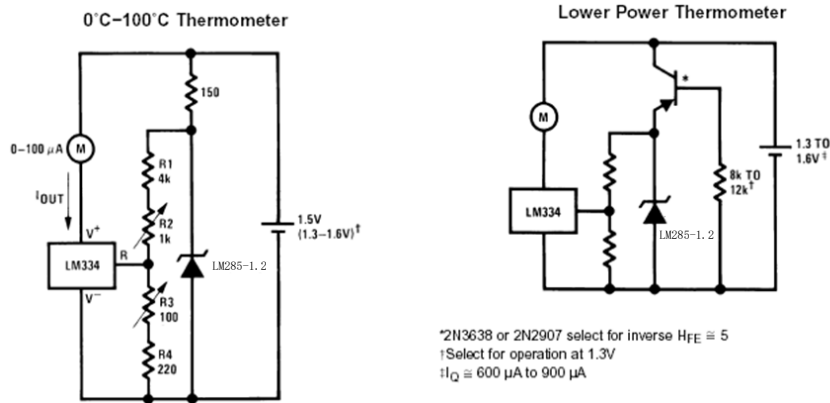 0°C–100°C Thermometer
150
0–100 µA
M
R1
4k
IOUT
R2
1k
V+
R
LM334
V–
LM285-1.2
1.5V
(1.3–1.6V)†
R3
100
R4
220
Lower Power Thermometer
*
M
1.3 TO
1.6V‡
8k TO
12k†
LM334
LM285-1.2
*2N3638 or 2N2907 select for inverse HFE ≅ 5
†Select for operation at 1.3V
‡IQ ≅ 600 µA to 900 µA